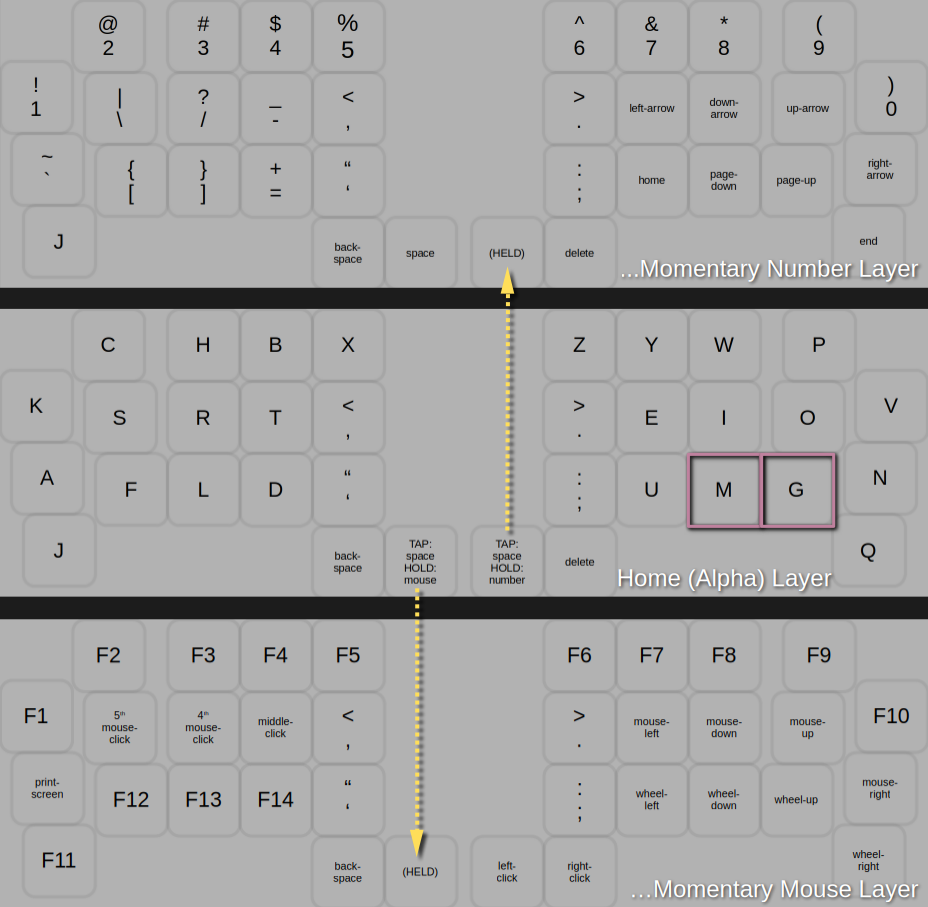 @ # $ % ^ & * (
2 3 4 5 6 7 8 9
! | ? _ < > left-arrow down- up-arrow )
1 \ / - , . arrow 0
~ { } + “ : home page- page-up right-
` [ ] = ‘ ; down arrow
J back- space (HELD) delete end
space
...Momentary Number Layer
C H B X Z Y W P
K S R T < > E I O V
, .
A F L D “ : U M G N
‘ ;
J back- TAP: TAP: delete Q
space space space
HOLD: HOLD:
mouse number
Home (Alpha) Layer
F2 F3 F4 F5 F6 F7 F8 F9
F1 5th 4th middle- < > mouse- mouse- mouse- F10
mouse- mouse- click , . left down up
click click
print- F12 F13 F14 “ : wheel- wheel- wheel-up mouse-
screen ‘ ; left down right
F11 back- (HELD) left- right- wheel-
space click click right
...Momentary Mouse Layer